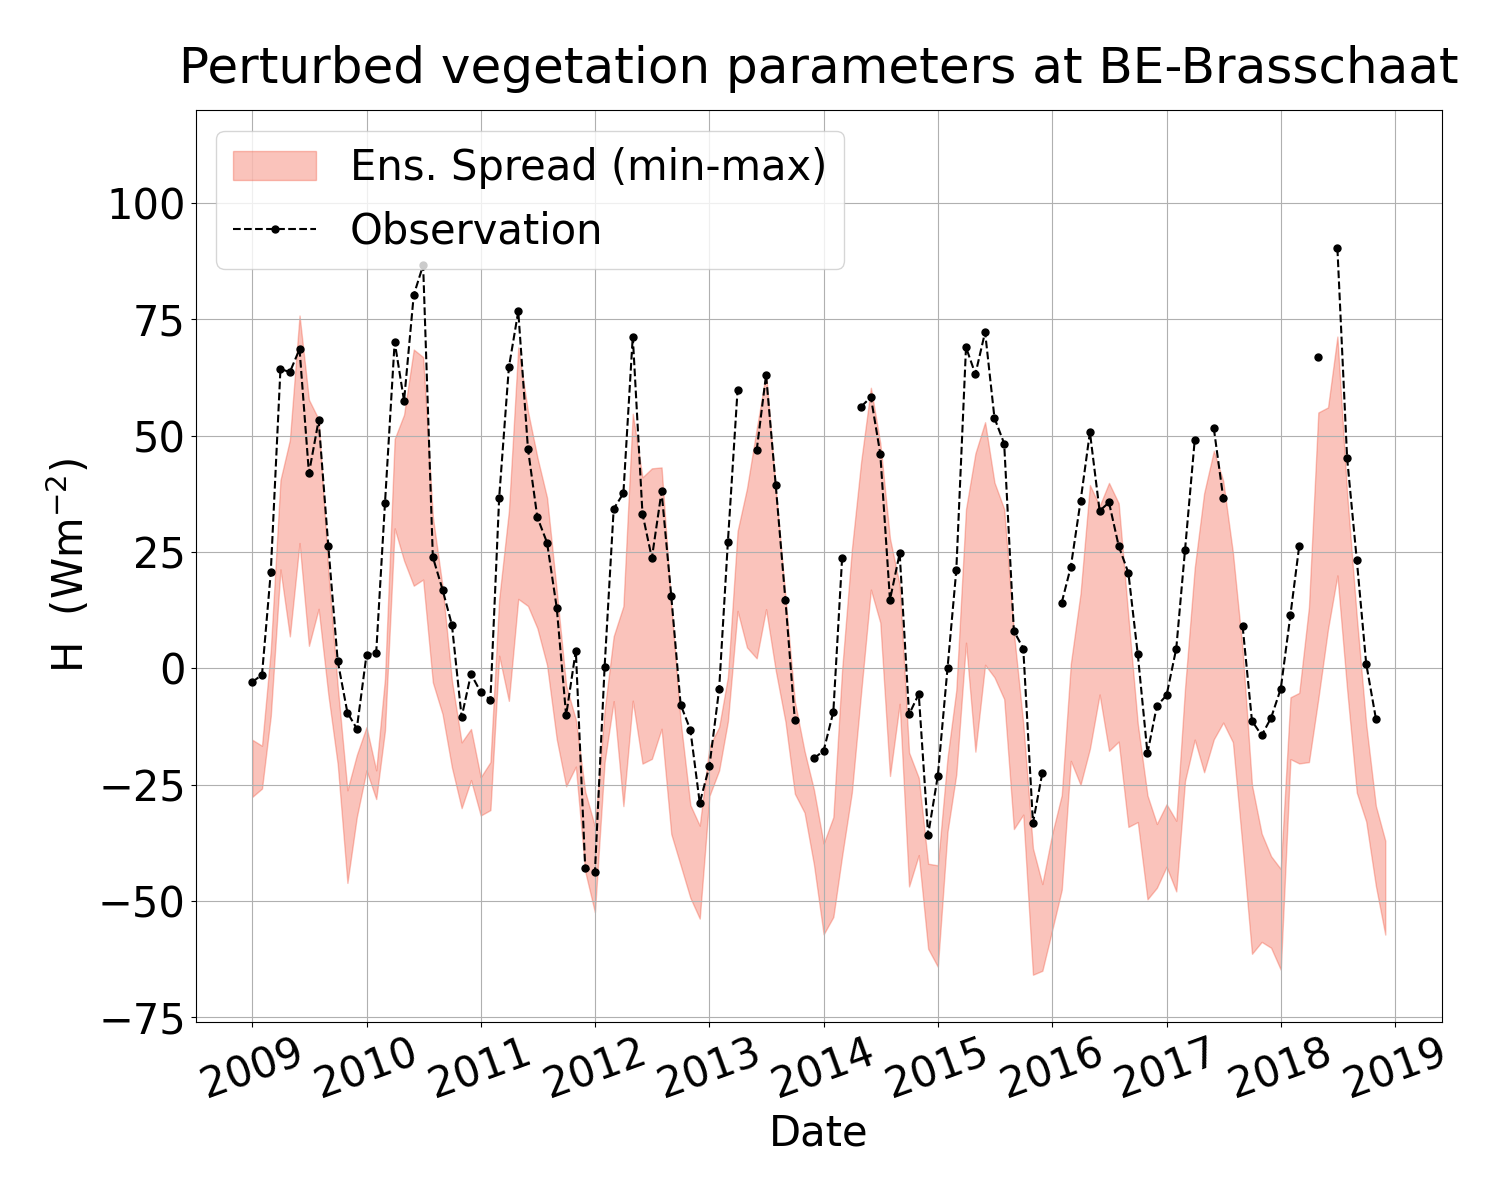 Perturbed vegetation parameters at BE-Brasschaat
Ens. Spread (min-max)
Observation
100
75
50
25
0
−25
−50
−75
H (Wm⁻²)
2009 2010 2011 2012 2013 2014 2015 2016 2017 2018 2019
Date